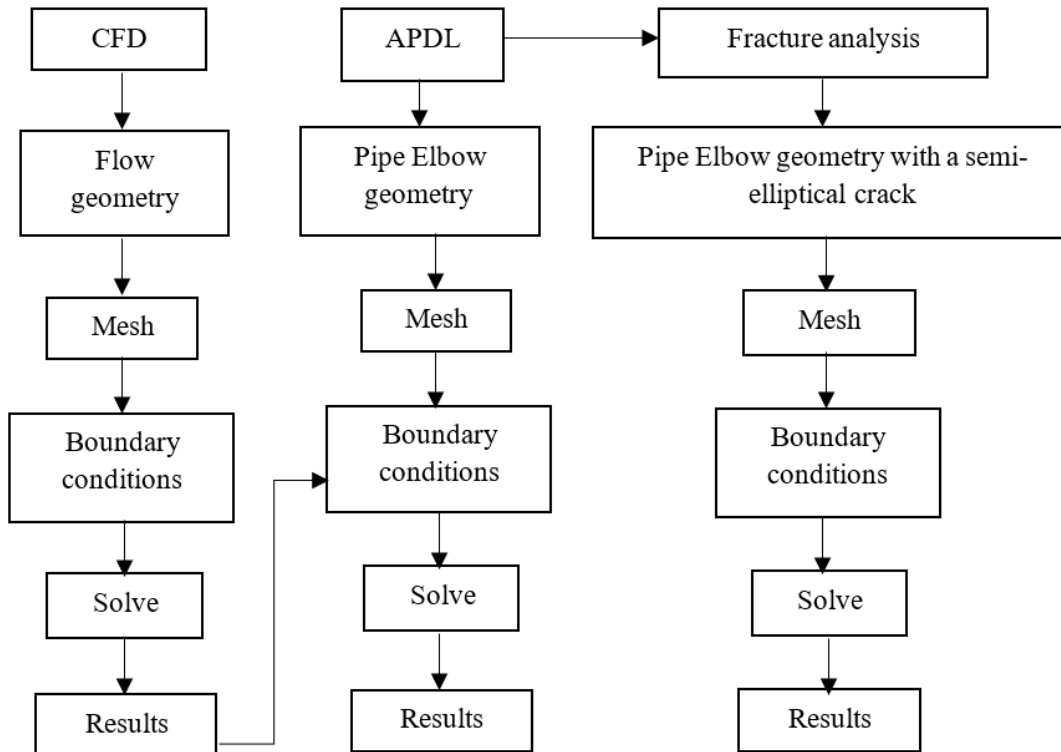 CFD
Flow
geometry
Mesh
Boundary
conditions
Solve
Results
APDL
Pipe Elbow
geometry
Mesh
Boundary
conditions
Solve
Results
Fracture analysis
Pipe Elbow geometry with a semi-
elliptical crack
Mesh
Boundary
conditions
Solve
Results